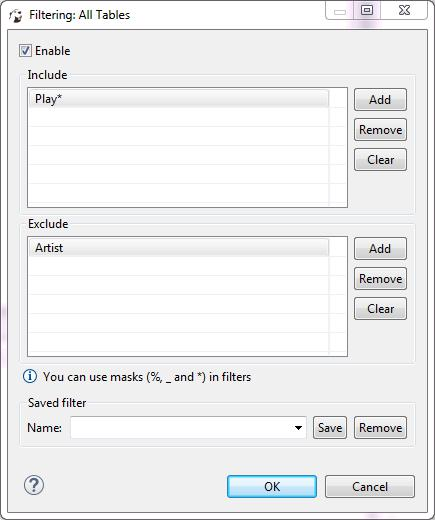 Filtering: All Tables
Enable
Include
Play*
Add
Remove
Clear
Exclude
Artist
Add
Remove
Clear
You can use masks (%, _ and *) in filters
Saved filter
Name:
Save
Remove
OK
Cancel